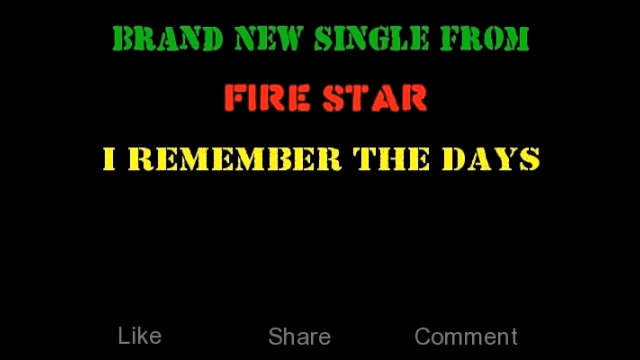 BRAND NEW SINGLE FROM
FIRE STAR
I REMEMBER THE DAYS
Like Share Comment